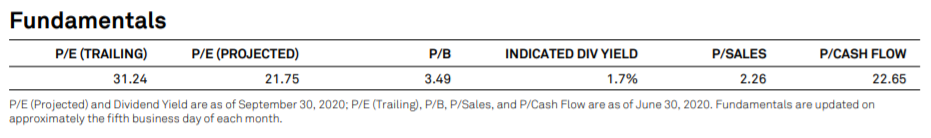 Fundamentals
P/E (TRAILING) P/E (PROJECTED) P/B INDICATED DIV YIELD P/SALES P/CASH FLOW
31.24 21.75 3.49 1.7% 2.26 22.65
P/E (Projected) and Dividend Yield are as of September 30, 2020; P/E (Trailing), P/B, P/Sales, and P/Cash Flow are as of June 30, 2020. Fundamentals are updated on
approximately the fifth business day of each month.